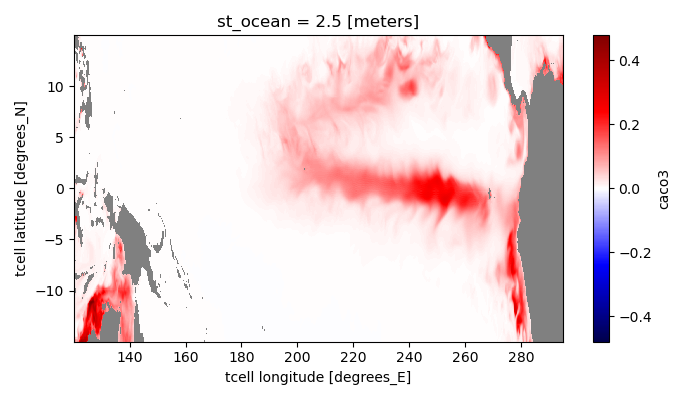 st_ocean = 2.5 [meters]
10
5
0
−5
−10
tcell latitude [degrees_N]
140 160 180 200 220 240 260 280
tcell longitude [degrees_E]
0.4
0.2
0.0
−0.2
−0.4
caco3